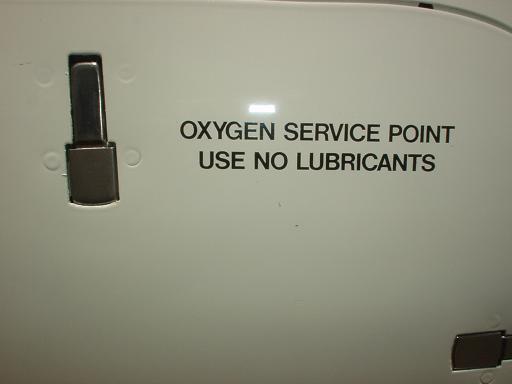 OXYGEN SERVICE POINT
USE NO LUBRICANTS